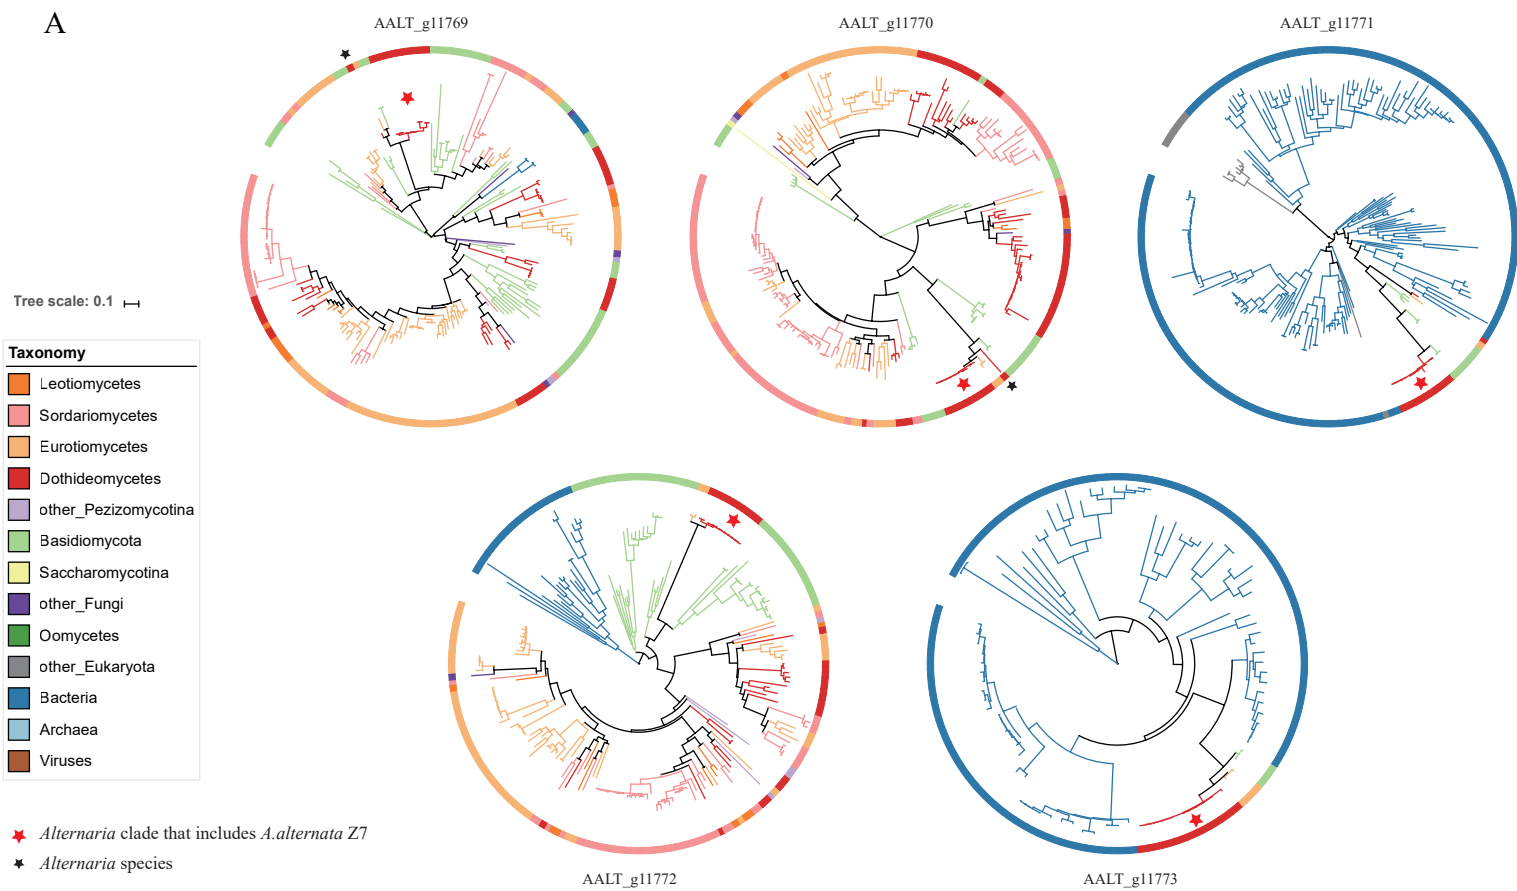 A
AALT_g11769
AALT_g11770
AALT_g11771
Tree scale: 0.1
Taxonomy
Leotiomycetes
Sordariomycetes
Eurotiomycetes
Dothideomycetes
other_Pezizomycotina
Basidiomycota
Saccharomycotina
other_Fungi
Oomycetes
other_Eukaryota
Bacteria
Archaea
Viruses
Alternaria clade that includes A.alternata Z7
Alternaria species
AALT_g11772
AALT_g11773